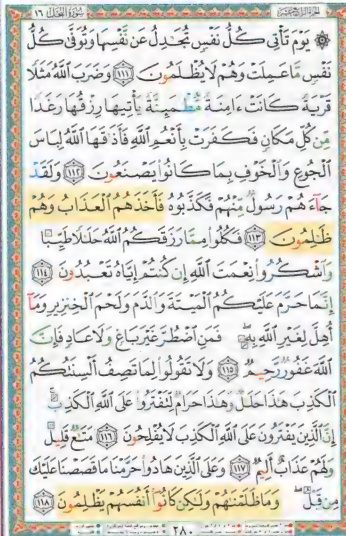 سُورَةُ النَّحْلِ ١٦
۞ يَوْمَ تَأْتِى كُلُّ نَفْسٍ تُجَٰدِلُ عَن نَّفْسِهَا وَتُوَفَّىٰ كُلُّ
نَفْسٍ مَّا عَمِلَتْ وَهُمْ لَا يُظْلَمُونَ ۝١١١ وَضَرَبَ ٱللَّهُ مَثَلًا
قَرْيَةً كَانَتْ ءَامِنَةً مُّطْمَئِنَّةً يَأْتِيهَا رِزْقُهَا رَغَدًا
مِّن كُلِّ مَكَانٍ فَكَفَرَتْ بِأَنْعُمِ ٱللَّهِ فَأَذَٰقَهَا ٱللَّهُ لِبَاسَ
ٱلْجُوعِ وَٱلْخَوْفِ بِمَا كَانُوا۟ يَصْنَعُونَ ۝١١٢ وَلَقَدْ
جَآءَهُمْ رَسُولٌ مِّنْهُمْ فَكَذَّبُوهُ فَأَخَذَهُمُ ٱلْعَذَابُ وَهُمْ
ظَٰلِمُونَ ۝١١٣ فَكُلُوا۟ مِمَّا رَزَقَكُمُ ٱللَّهُ حَلَٰلًا طَيِّبًا
وَٱشْكُرُوا۟ نِعْمَتَ ٱللَّهِ إِن كُنتُمْ إِيَّاهُ تَعْبُدُونَ ۝١١٤
إِنَّمَا حَرَّمَ عَلَيْكُمُ ٱلْمَيْتَةَ وَٱلدَّمَ وَلَحْمَ ٱلْخِنزِيرِ وَمَآ
أُهِلَّ لِغَيْرِ ٱللَّهِ بِهِۦ ۖ فَمَنِ ٱضْطُرَّ غَيْرَ بَاغٍ وَلَا عَادٍ فَإِنَّ
ٱللَّهَ غَفُورٌ رَّحِيمٌ ۝١١٥ وَلَا تَقُولُوا۟ لِمَا تَصِفُ أَلْسِنَتُكُمُ
ٱلْكَذِبَ هَٰذَا حَلَٰلٌ وَهَٰذَا حَرَامٌ لِّتَفْتَرُوا۟ عَلَى ٱللَّهِ ٱلْكَذِبَ ۚ
إِنَّ ٱلَّذِينَ يَفْتَرُونَ عَلَى ٱللَّهِ ٱلْكَذِبَ لَا يُفْلِحُونَ ۝١١٦ مَتَٰعٌ قَلِيلٌ
وَلَهُمْ عَذَابٌ أَلِيمٌ ۝١١٧ وَعَلَى ٱلَّذِينَ هَادُوا۟ حَرَّمْنَا مَا قَصَصْنَا عَلَيْكَ
مِن قَبْلُ ۖ وَمَا ظَلَمْنَٰهُمْ وَلَٰكِن كَانُوٓا۟ أَنفُسَهُمْ يَظْلِمُونَ ۝١١٨
٢٨٠